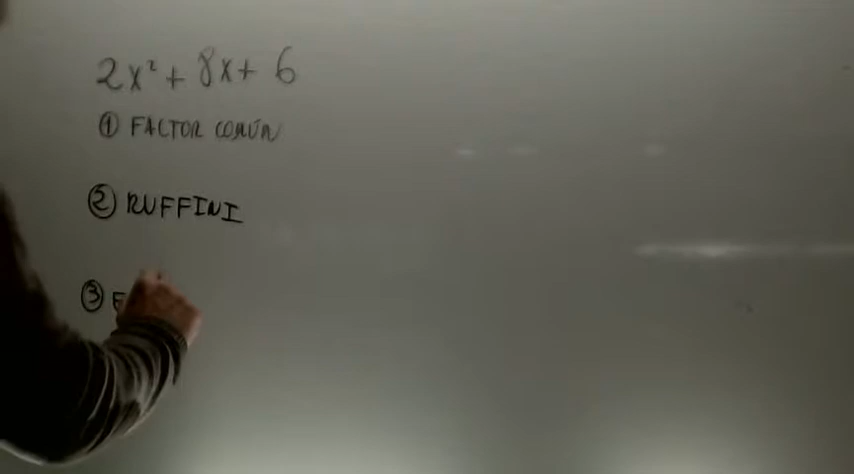 2x² + 8x + 6
① FACTOR COMÚN
② RUFFINI
③ E